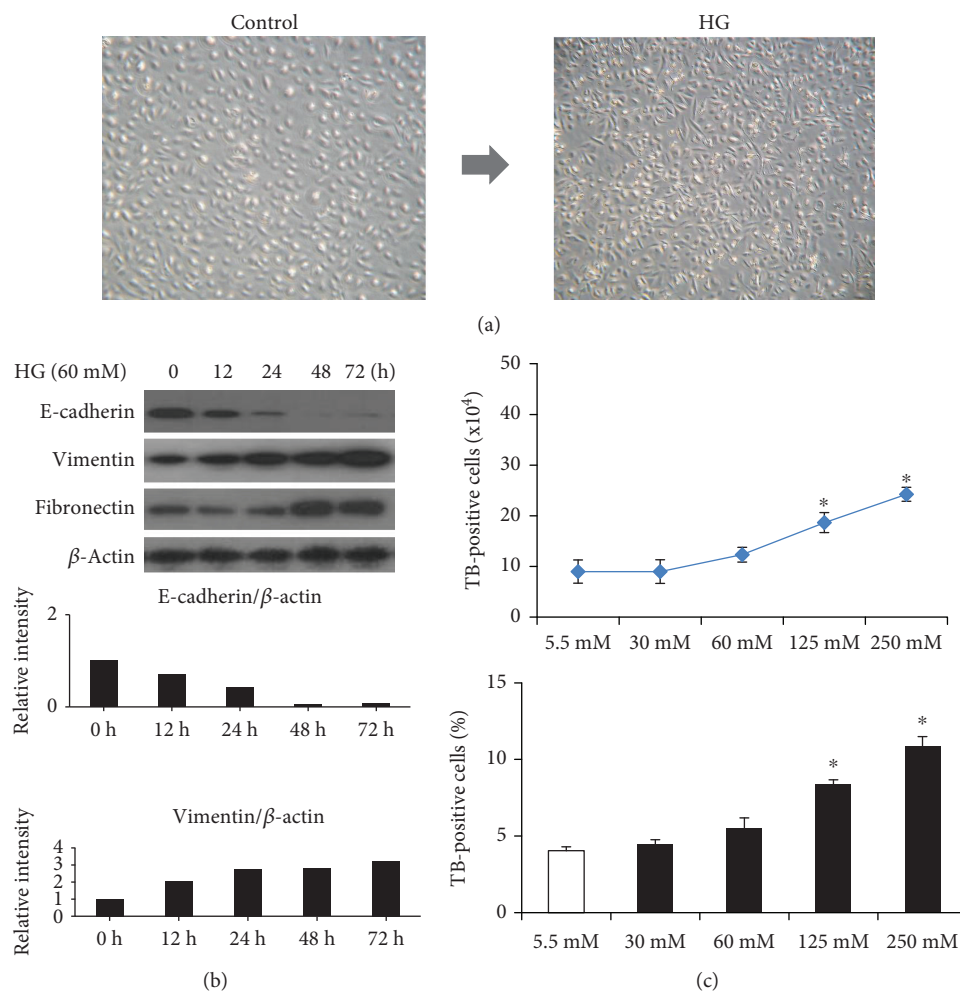 Control
HG
(a)
HG (60 mM) 0 12 24 48 72 (h)
E-cadherin
Vimentin
Fibronectin
β-Actin
E-cadherin/β-actin
Relative intensity
2
0
0 h 12 h 24 h 48 h 72 h
Vimentin/β-actin
Relative intensity
4
3
2
1
0
0 h 12 h 24 h 48 h 72 h
(b)
TB-positive cells (x10⁴)
50
40
30
20
10
0
* *
5.5 mM 30 mM 60 mM 125 mM 250 mM
TB-positive cells (%)
15
10
5
0
* *
5.5 mM 30 mM 60 mM 125 mM 250 mM
(c)